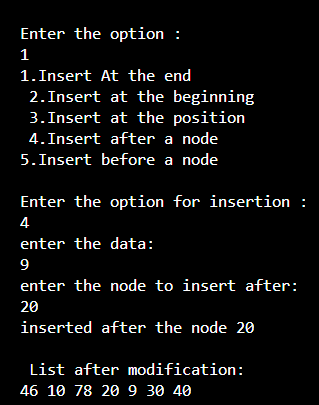 Enter the option :
1
1.Insert At the end
2.Insert at the beginning
3.Insert at the position
4.Insert after a node
5.Insert before a node
Enter the option for insertion :
4
enter the data:
9
enter the node to insert after:
20
inserted after the node 20
List after modification:
46 10 78 20 9 30 40